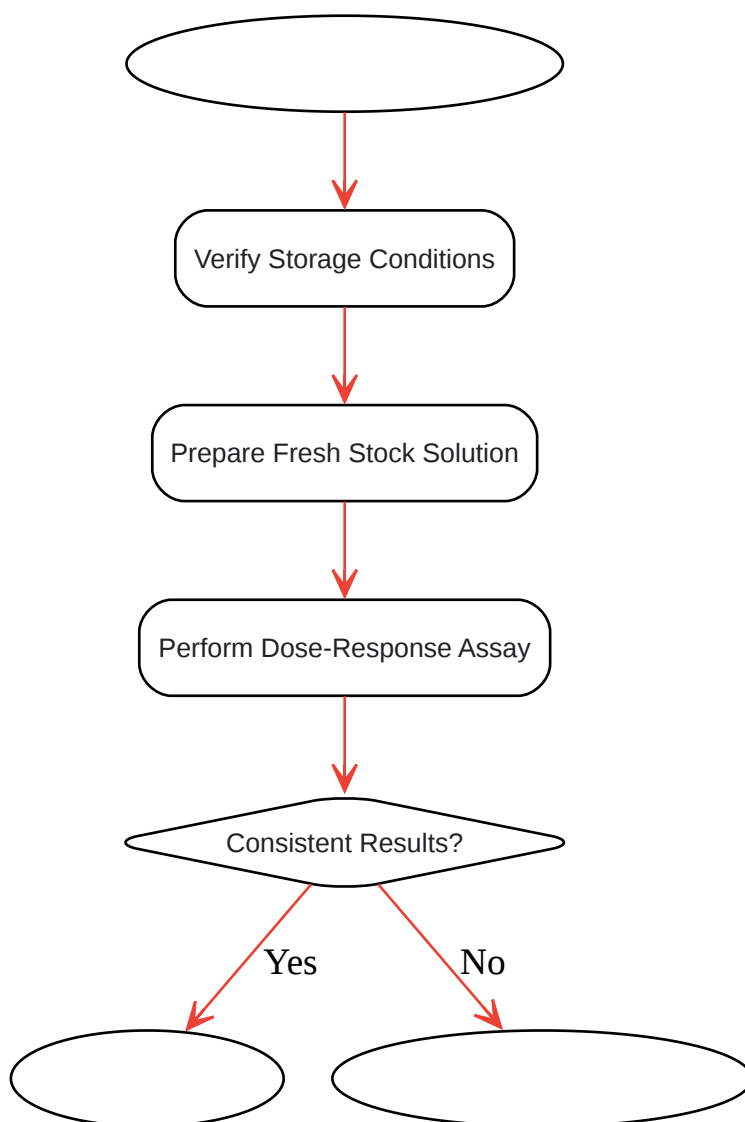 Verify Storage Conditions
Prepare Fresh Stock Solution
Perform Dose-Response Assay
Consistent Results?
Yes
No